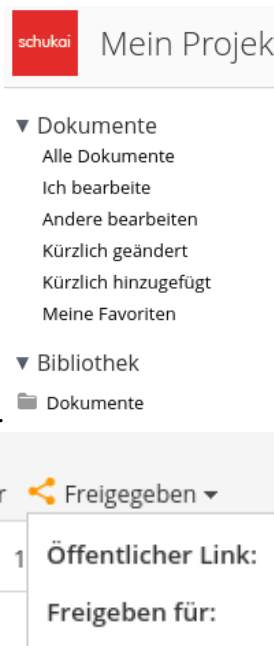 schukai
Mein Projek
Dokumente
Alle Dokumente
Ich bearbeite
Andere bearbeiten
Kürzlich geändert
Kürzlich hinzugefügt
Meine Favoriten
Bibliothek
Dokumente
r Freigegeben
1 Öffentlicher Link:
Freigeben für: